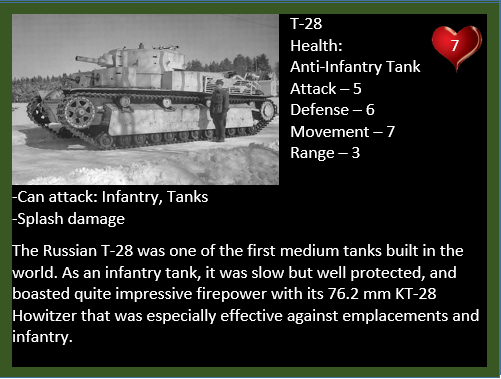 T-28
Health:
7
Anti-Infantry Tank
Attack – 5
Defense – 6
Movement – 7
Range – 3
-Can attack: Infantry, Tanks
-Splash damage
The Russian T-28 was one of the first medium tanks built in the
world. As an infantry tank, it was slow but well protected, and
boasted quite impressive firepower with its 76.2 mm KT-28
Howitzer that was especially effective against emplacements and
infantry.